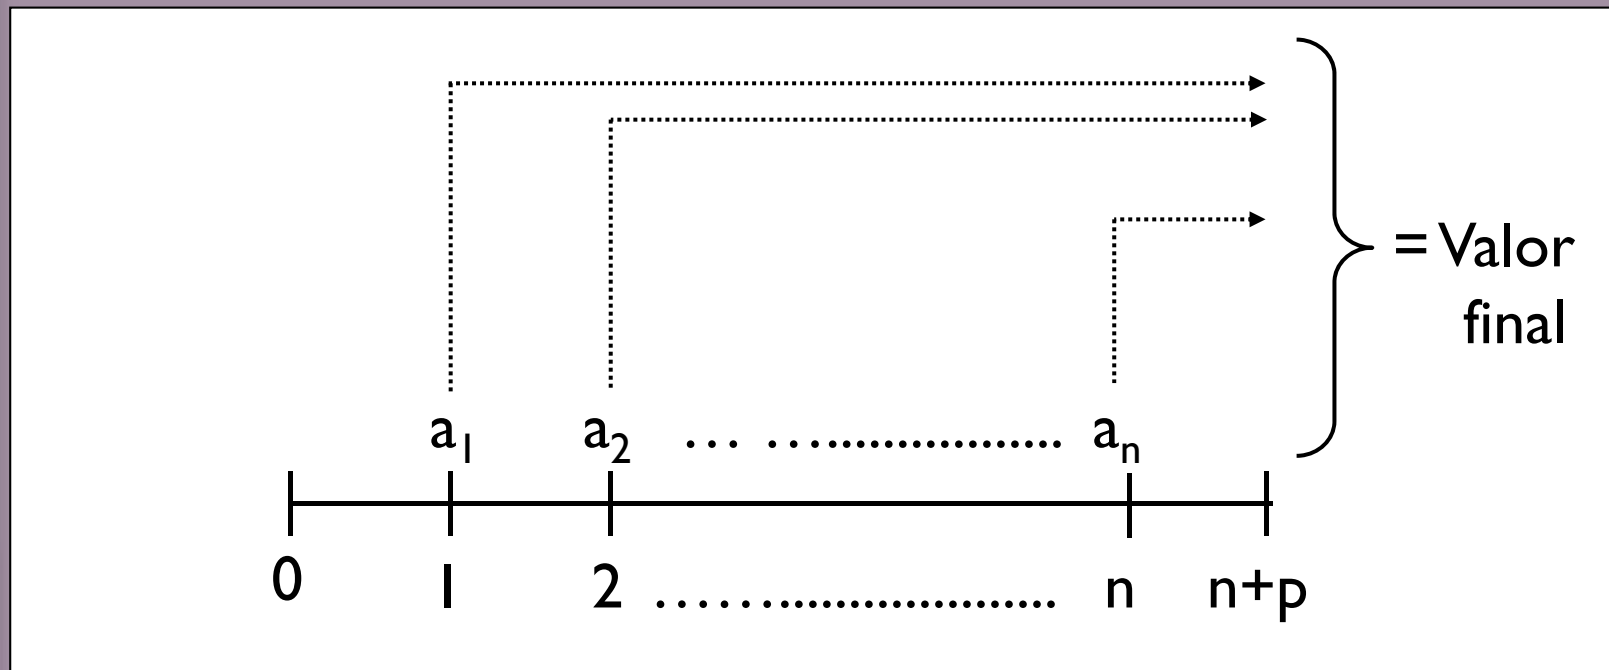 = Valor
final
a₁ a₂ … ….................. aₙ
0 1 2 …………………… n n+p